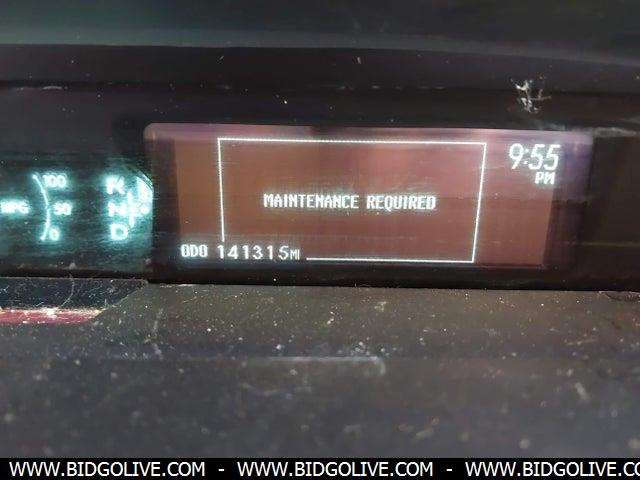 100
MPG 50
0
R
N
D
9:55
PM
MAINTENANCE REQUIRED
ODO 141315MI
WWW.BIDGOLIVE.COM - WWW.BIDGOLIVE.COM - WWW.BIDGOLIVE.CO